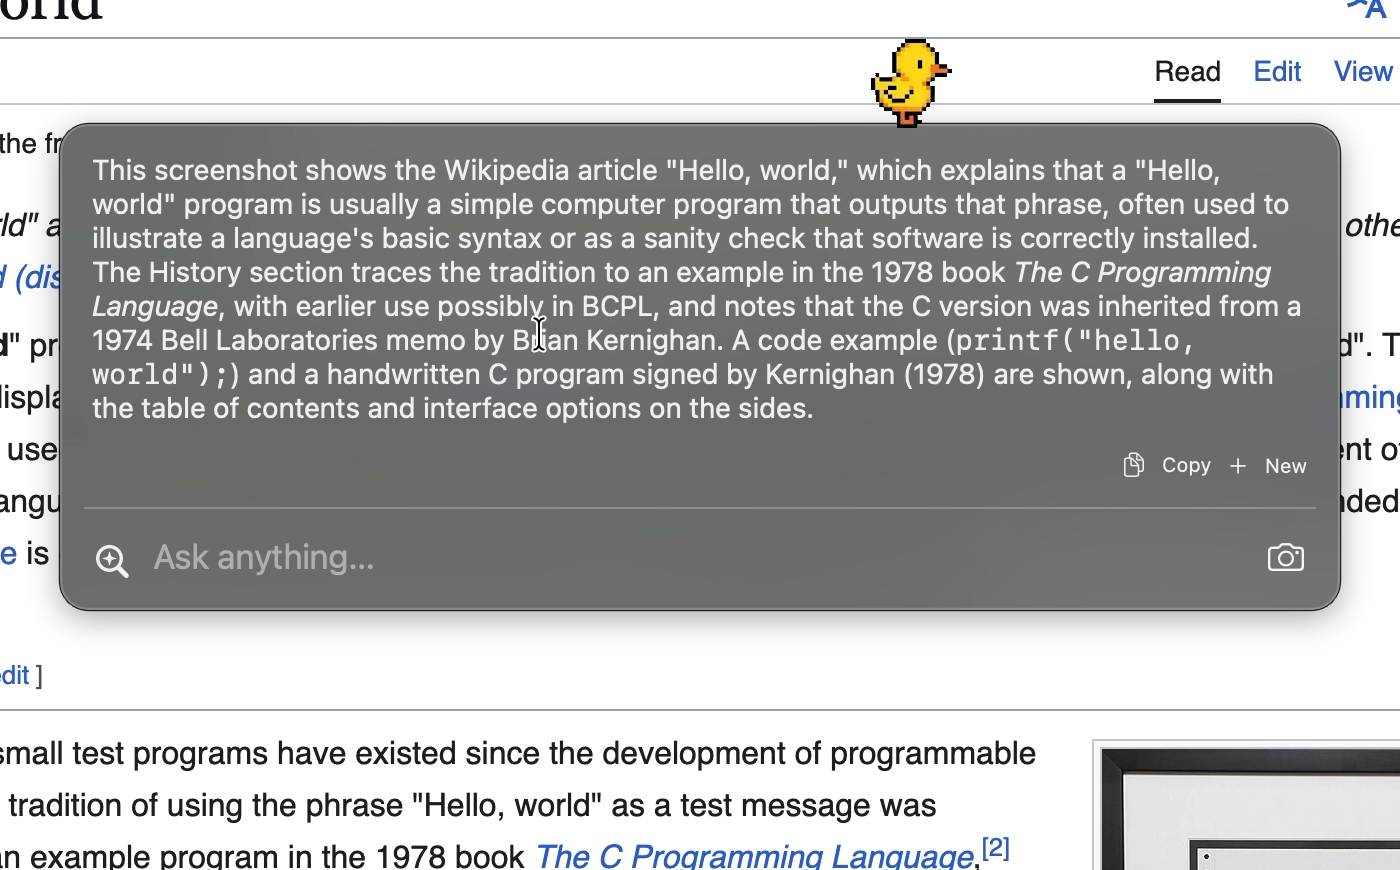 orld
A
Read Edit View
the fr
This screenshot shows the Wikipedia article "Hello, world," which explains that a "Hello,
world" program is usually a simple computer program that outputs that phrase, often used to
illustrate a language's basic syntax or as a sanity check that software is correctly installed.
The History section traces the tradition to an example in the 1978 book The C Programming
Language, with earlier use possibly in BCPL, and notes that the C version was inherited from a
1974 Bell Laboratories memo by Brian Kernighan. A code example (printf("hello,
world");) and a handwritten C program signed by Kernighan (1978) are shown, along with
the table of contents and interface options on the sides.
Copy + New
Ask anything...
rld" a
othe
d (dis
d" pr
d". T
displa
ming
use
ent of
angu
nded
e is
edit ]
small test programs have existed since the development of programmable
tradition of using the phrase "Hello, world" as a test message was
an example program in the 1978 book The C Programming Language,[2]